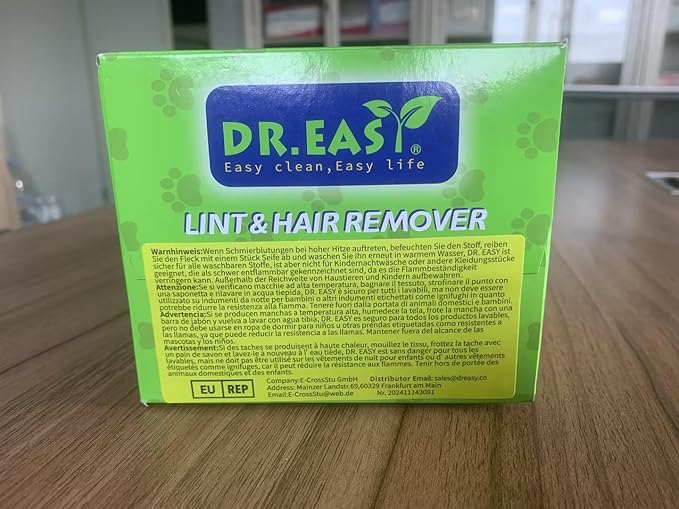 DR.EASY®
Easy clean,Easy life
LINT & HAIR REMOVER
Warnhinweis:Wenn Schmierblutungen bei hoher Hitze auftreten, befeuchten Sie den Stoff, reiben
Sie den Fleck mit einem Stück Seife ab und waschen Sie ihn erneut in warmem Wasser, DR. EASY ist
sicher für alle waschbaren Stoffe, ist aber nicht für Kindernachtwäsche oder andere Kleidungsstücke
geeignet, die als schwer entflammbar gekennzeichnet sind, da es die Flammbeständigkeit
verringern kann. Außerhalb der Reichweite von Haustieren und Kindern aufbewahren.
Attenzione:Se si verificano macchie ad alta temperatura, bagnare il tessuto, strofinare il punto con
una saponetta e rilavare in acqua tiepida, DR. EASY è sicuro per tutti i lavabili, ma non deve essere
utilizzato su indumenti da notte per bambini o altri indumenti etichettati come ignifughi in quanto
potrebbe ridurre la resistenza alla fiamma. Tenere fuori dalla portata di animali domestici e bambini.
Advertencia:Si se producen manchas a temperatura alta, humedece la tela, frote la mancha con una
barra de jabón y vuelva a lavar con agua tibia, DR. EASY es seguro para todos los productos lavables,
pero no debe usarse en ropa de dormir para niños u otras prendas etiquetadas como resistentes a
las llamas, ya que puede reducir la resistencia a las llamas. Mantener fuera del alcance de las
mascotas y los niños.
Avertissement:Si des taches se produisent à haute chaleur, mouillez le tissu, frottez la tache avec
un pain de savon et lavez-la à nouveau à l' eau tiède, DR. EASY est sans danger pour tous les
lavables, mais ne doit pas être utilisé sur les vêtements de nuit pour enfants ou d' autres vêtements
étiquetés comme ignifuges, car il peut réduire la résistance aux flammes. Tenir hors de portée des
animaux domestiques et des enfants.
EU REP
Company:E-CrossStu GmbH Distributor Email: sales@dreasy.cn
Address: Mainzer Landstr.69,60329 Frankfurt am Main
Email:E-CrossStu@web.de Nr. 202411143091